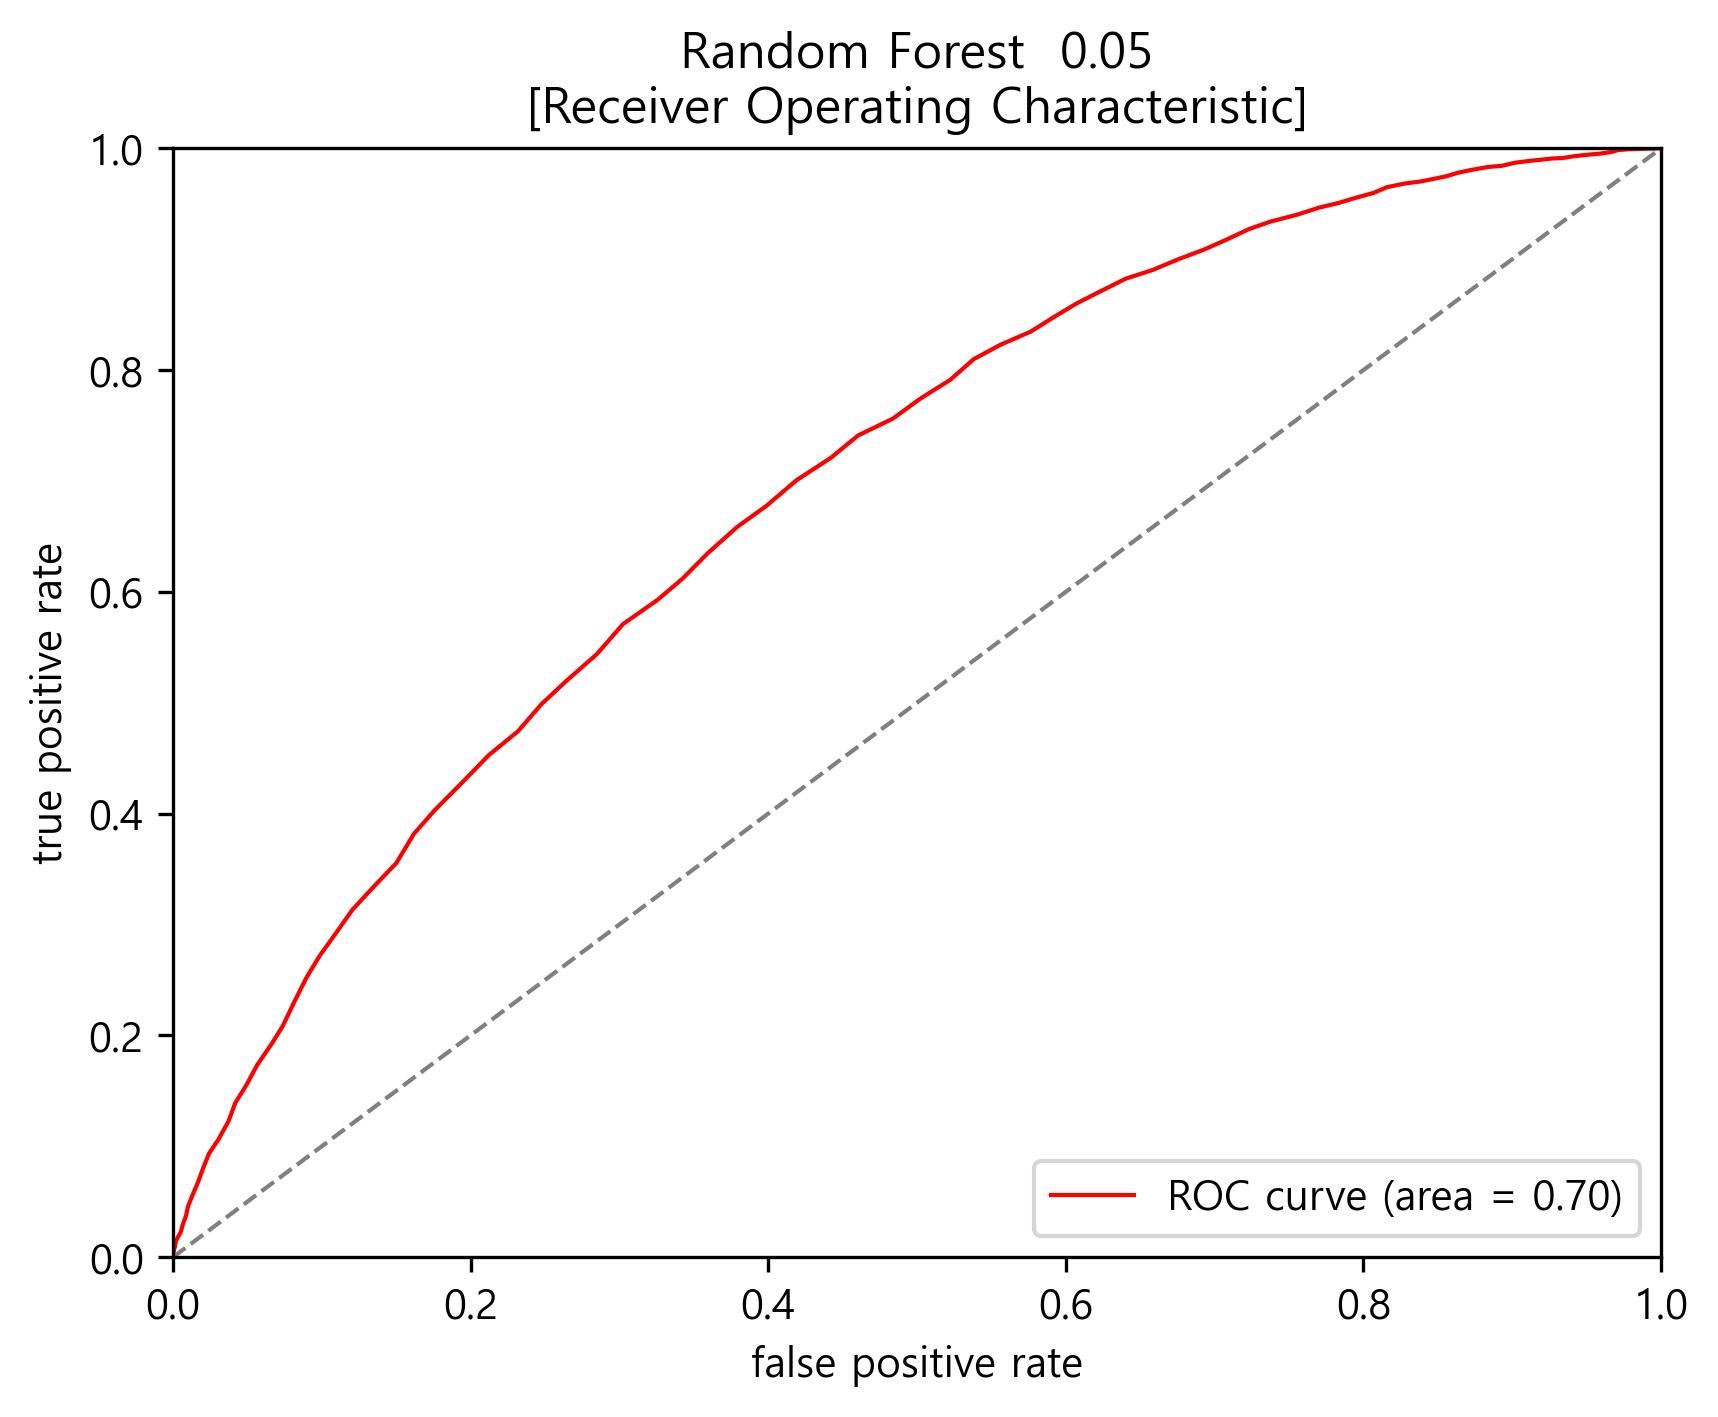 Random Forest  0.05
[Receiver Operating Characteristic]
1.0
0.8
0.6
0.4
0.2
0.0
true positive rate
ROC curve (area = 0.70)
0.0 0.2 0.4 0.6 0.8 1.0
false positive rate